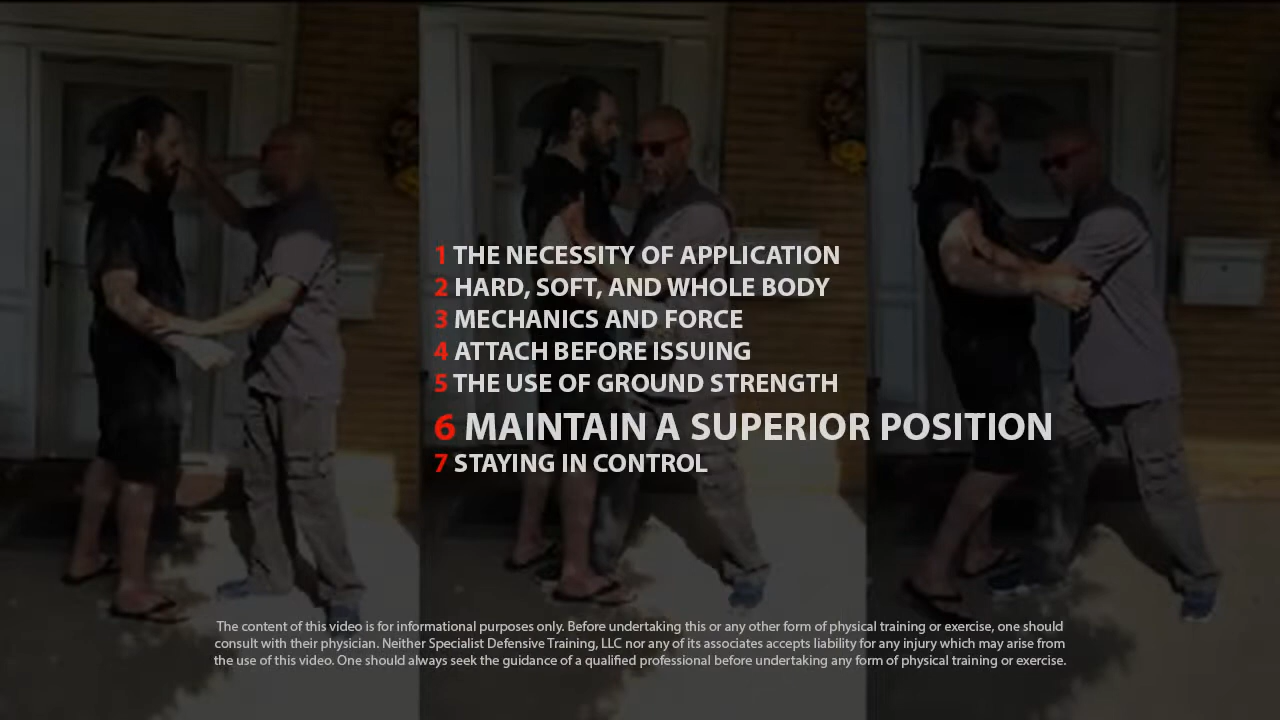 1 THE NECESSITY OF APPLICATION
2 HARD, SOFT, AND WHOLE BODY
3 MECHANICS AND FORCE
4 ATTACH BEFORE ISSUING
5 THE USE OF GROUND STRENGTH
6 MAINTAIN A SUPERIOR POSITION
7 STAYING IN CONTROL
The content of this video is for informational purposes only. Before undertaking this or any other form of physical training or exercise, one should
consult with their physician. Neither Specialist Defensive Training, LLC nor any of its associates accepts liability for any injury which may arise from
the use of this video. One should always seek the guidance of a qualified professional before undertaking any form of physical training or exercise.